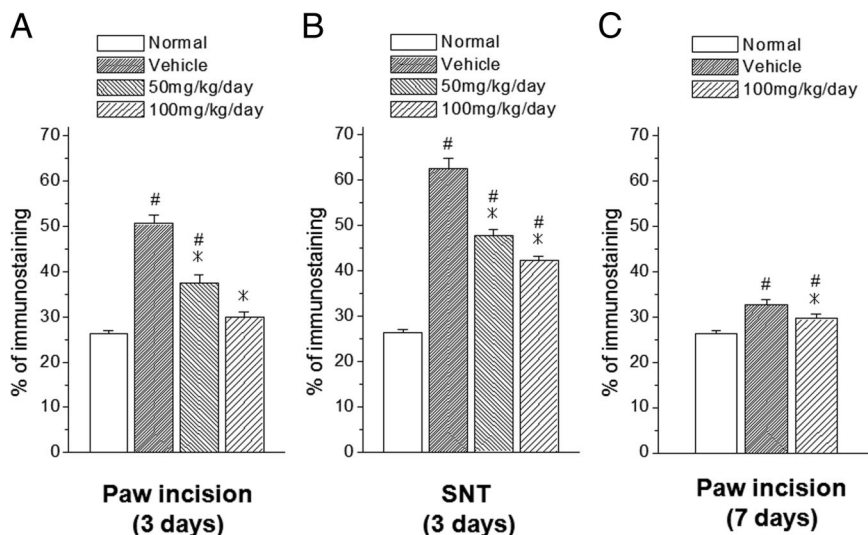 A
Normal
Vehicle
50mg/kg/day
100mg/kg/day
% of immunostaining
70
60
50
40
30
20
10
0
#
#
*
*
Paw incision
(3 days)
B
Normal
Vehicle
50mg/kg/day
100mg/kg/day
% of immunostaining
70
60
50
40
30
20
10
0
#
#
*
#
*
SNT
(3 days)
C
Normal
Vehicle
100mg/kg/day
% of immunostaining
70
60
50
40
30
20
10
0
#
#
*
Paw incision
(7 days)